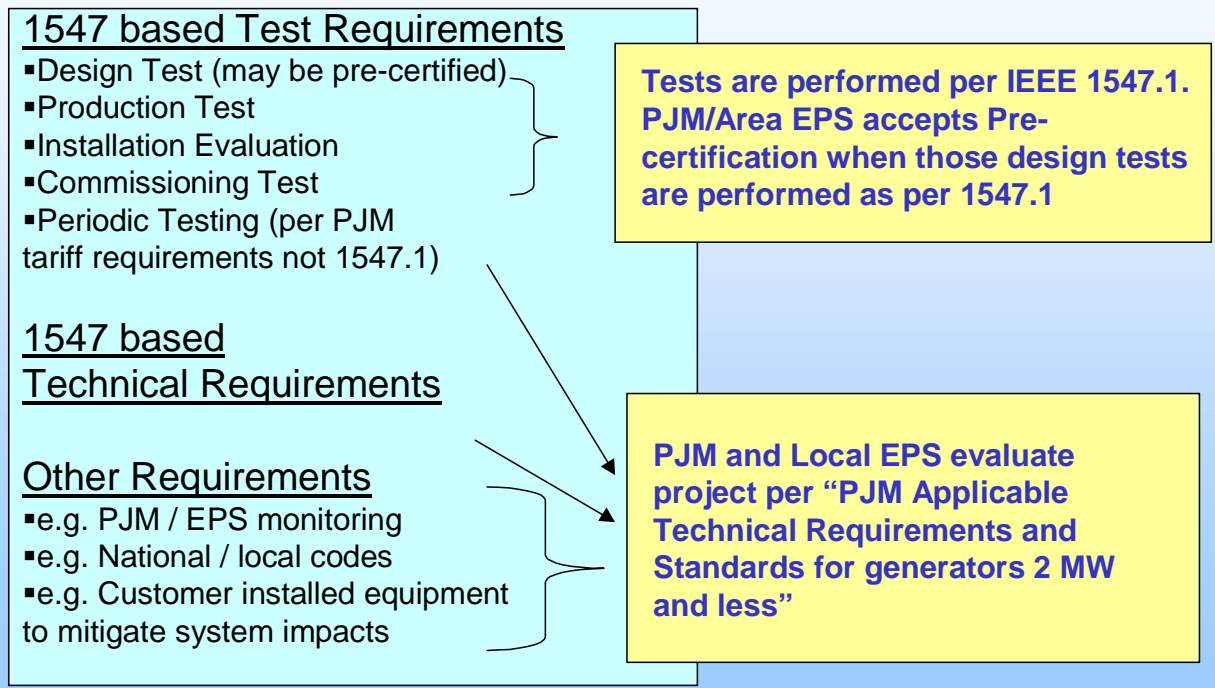 1547 based Test Requirements
▪Design Test (may be pre-certified)
▪Production Test
▪Installation Evaluation
▪Commissioning Test
▪Periodic Testing (per PJM
tariff requirements not 1547.1)
1547 based
Technical Requirements
Other Requirements
▪e.g. PJM / EPS monitoring
▪e.g. National / local codes
▪e.g. Customer installed equipment
to mitigate system impacts
Tests are performed per IEEE 1547.1.
PJM/Area EPS accepts Pre-
certification when those design tests
are performed as per 1547.1
PJM and Local EPS evaluate
project per “PJM Applicable
Technical Requirements and
Standards for generators 2 MW
and less”